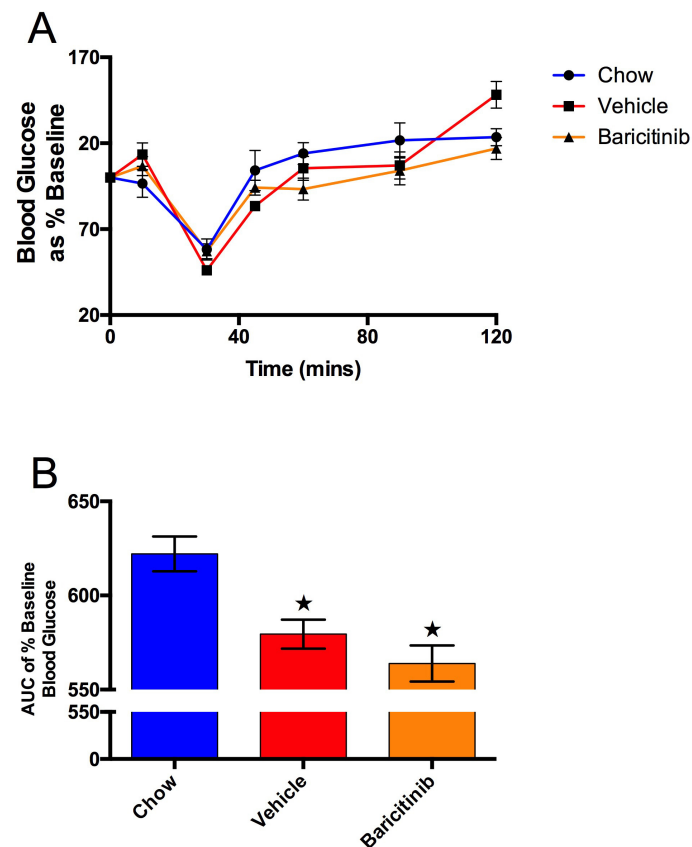 A
170
20
70
20
Blood Glucose
as % Baseline
0
40
80
120
Time (mins)
Chow
Vehicle
Baricitinib
B
650
600
550
550
0
AUC of % Baseline
Blood Glucose
Chow
Vehicle
Baricitinib